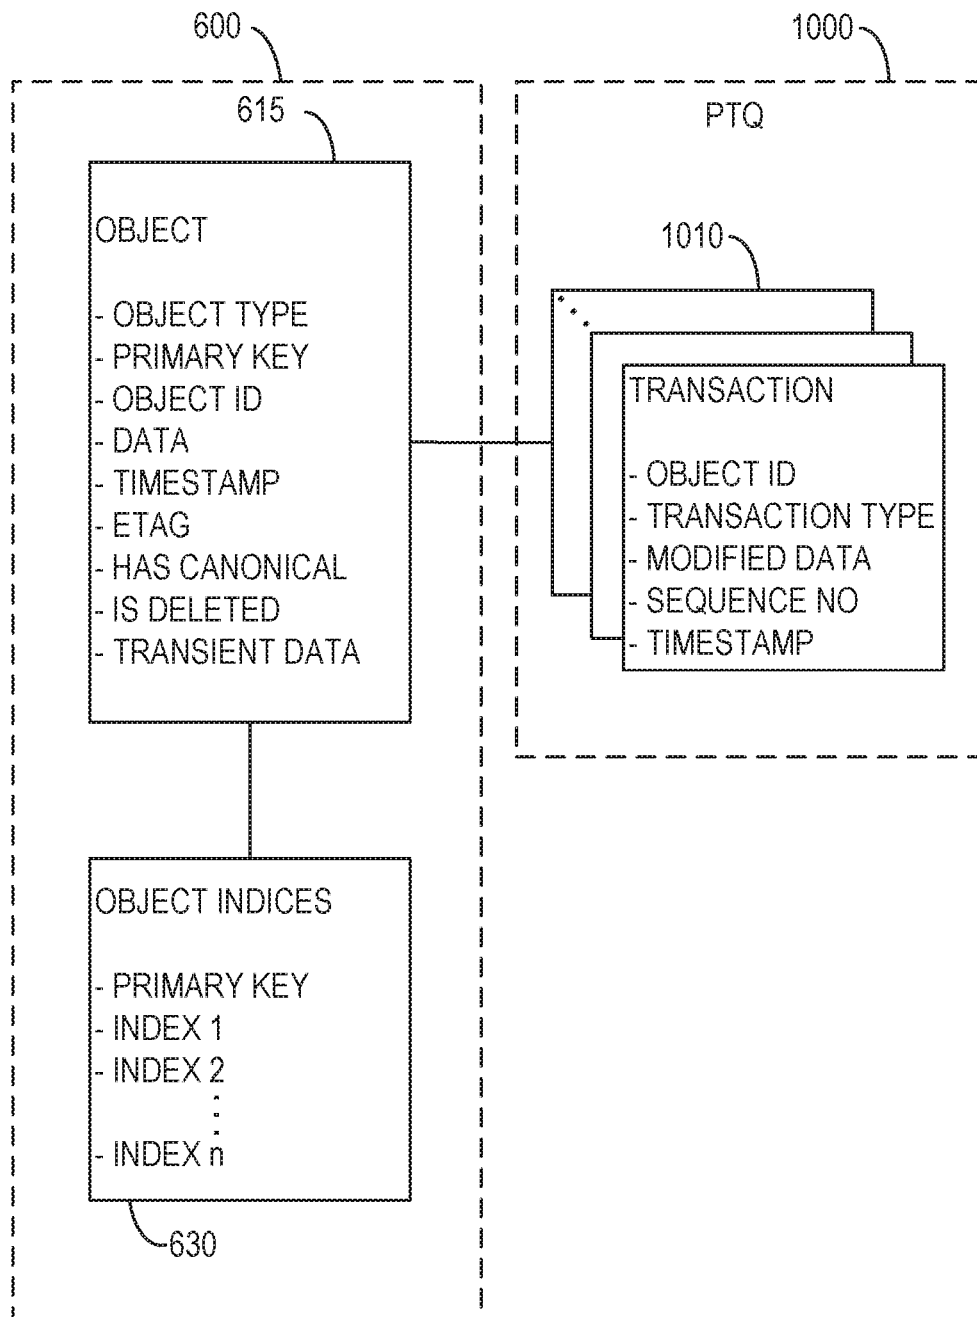 600
1000
615
PTQ
OBJECT
- OBJECT TYPE
- PRIMARY KEY
- OBJECT ID
- DATA
- TIMESTAMP
- ETAG
- HAS CANONICAL
- IS DELETED
- TRANSIENT DATA
1010
TRANSACTION
- OBJECT ID
- TRANSACTION TYPE
- MODIFIED DATA
- SEQUENCE NO
- TIMESTAMP
OBJECT INDICES
- PRIMARY KEY
- INDEX 1
- INDEX 2
- INDEX n
630